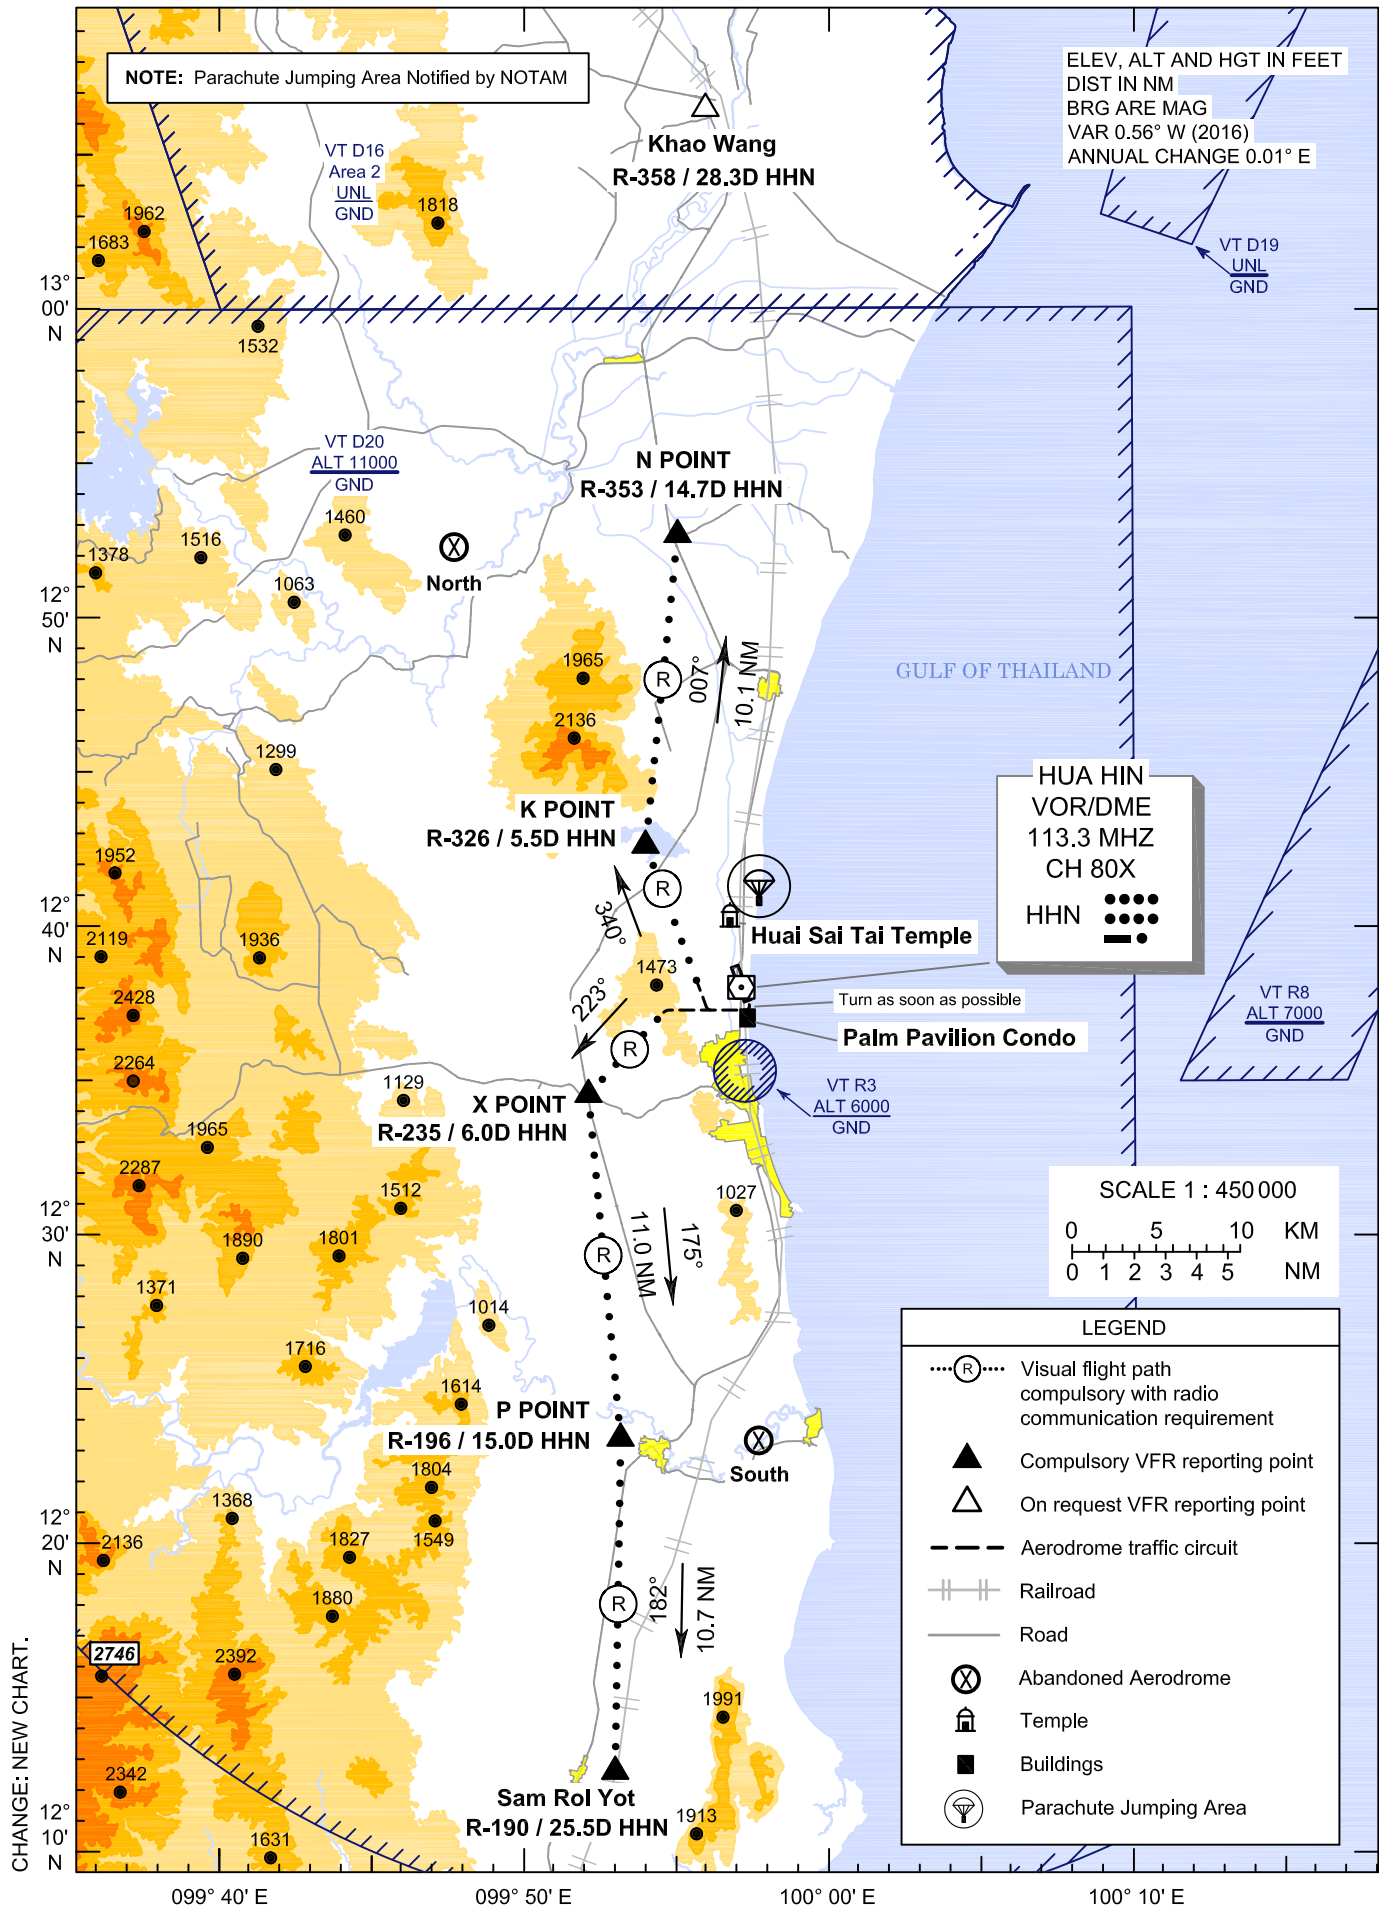 NOTE: Parachute Jumping Area Notified by NOTAM
ELEV, ALT AND HGT IN FEET
DIST IN NM
BRG ARE MAG
VAR 0.56° W (2016)
ANNUAL CHANGE 0.01° E
Khao Wang
R-358 / 28.3D HHN
VT D16
Area 2
UNL
GND
1818
1962
1683
VT D19
UNL
GND
13°
00'
N
1532
VT D20
ALT 11000
GND
N POINT
R-353 / 14.7D HHN
1460
1516
1378
1063
North
12°
50'
N
1965
R
007°
10.1 NM
GULF OF THAILAND
2136
1299
HUA HIN
VOR/DME
113.3 MHZ
CH 80X
HHN
K POINT
R-326 / 5.5D HHN
1952
R
340°
12°
40'
N
2119
1936
Huai Sai Tai Temple
1473
223°
2428
Turn as soon as possible
VT R8
ALT 7000
GND
Palm Pavilion Condo
R
2264
1129
VT R3
ALT 6000
GND
X POINT
R-235 / 6.0D HHN
1965
2287
1512
1027
SCALE 1 : 450 000
0 5 10 KM
0 1 2 3 4 5 NM
12°
30'
N
1890
1801
R
11.0 NM
175°
1371
1014
1716
1614
P POINT
R-196 / 15.0D HHN
South
1804
1549
1368
12°
20'
N
2136
1827
1880
R
182°
10.7 NM
2746
2392
1991
2342
Sam Rol Yot
R-190 / 25.5D HHN
1913
12°
10'
N
1631
LEGEND
R
Visual flight path
compulsory with radio
communication requirement
Compulsory VFR reporting point
On request VFR reporting point
Aerodrome traffic circuit
Railroad
Road
Abandoned Aerodrome
Temple
Buildings
Parachute Jumping Area
CHANGE: NEW CHART.
099° 40' E
099° 50' E
100° 00' E
100° 10' E